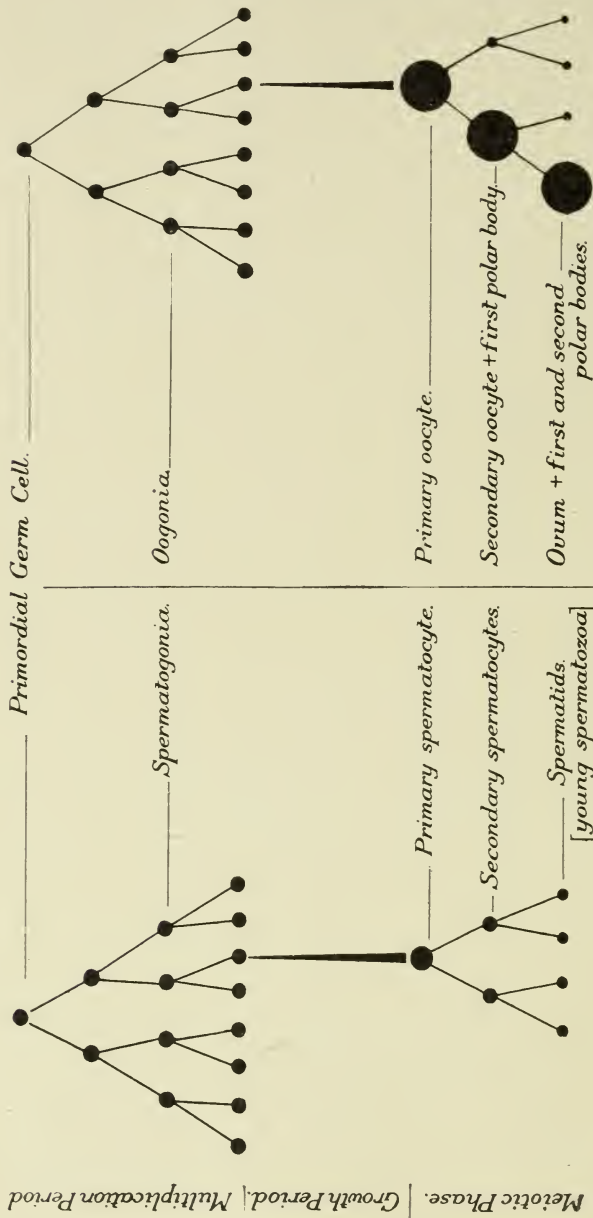 Primordial Germ Cell.
Spermatogonia.
Oogonia.
Primary spermatocyte.
Primary oocyte.
Secondary spermatocytes.
Secondary oocyte + first polar body.
Spermatids.
[young spermatozoa]
Ovum + first and second
polar bodies.
Meiotic Phase. | Growth Period. | Multiplication Period